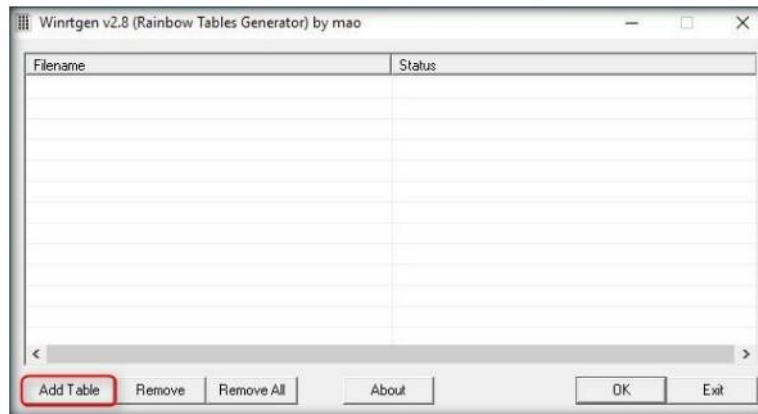 Winrtgen v2.8 (Rainbow Tables Generator) by mao
Filename Status
Add Table Remove Remove All About OK Exit